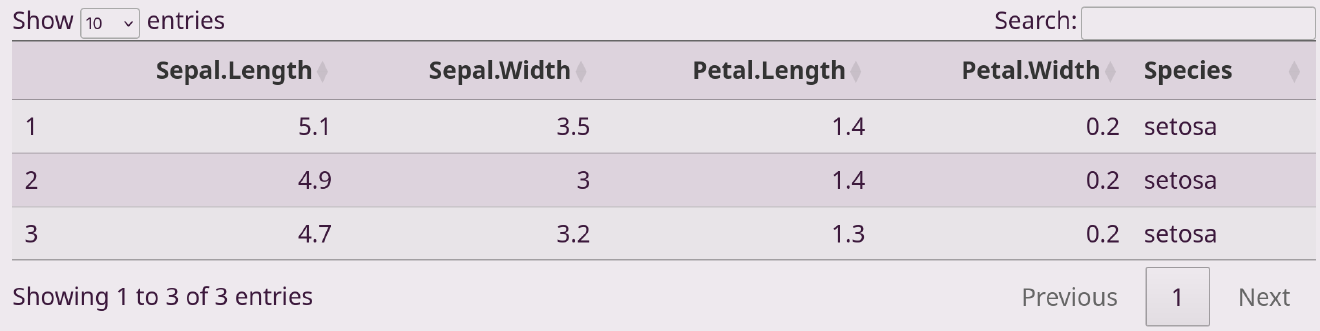 Show 10 entries Search:
Sepal.Length Sepal.Width Petal.Length Petal.Width Species
1 5.1 3.5 1.4 0.2 setosa
2 4.9 3 1.4 0.2 setosa
3 4.7 3.2 1.3 0.2 setosa
Showing 1 to 3 of 3 entries Previous 1 Next